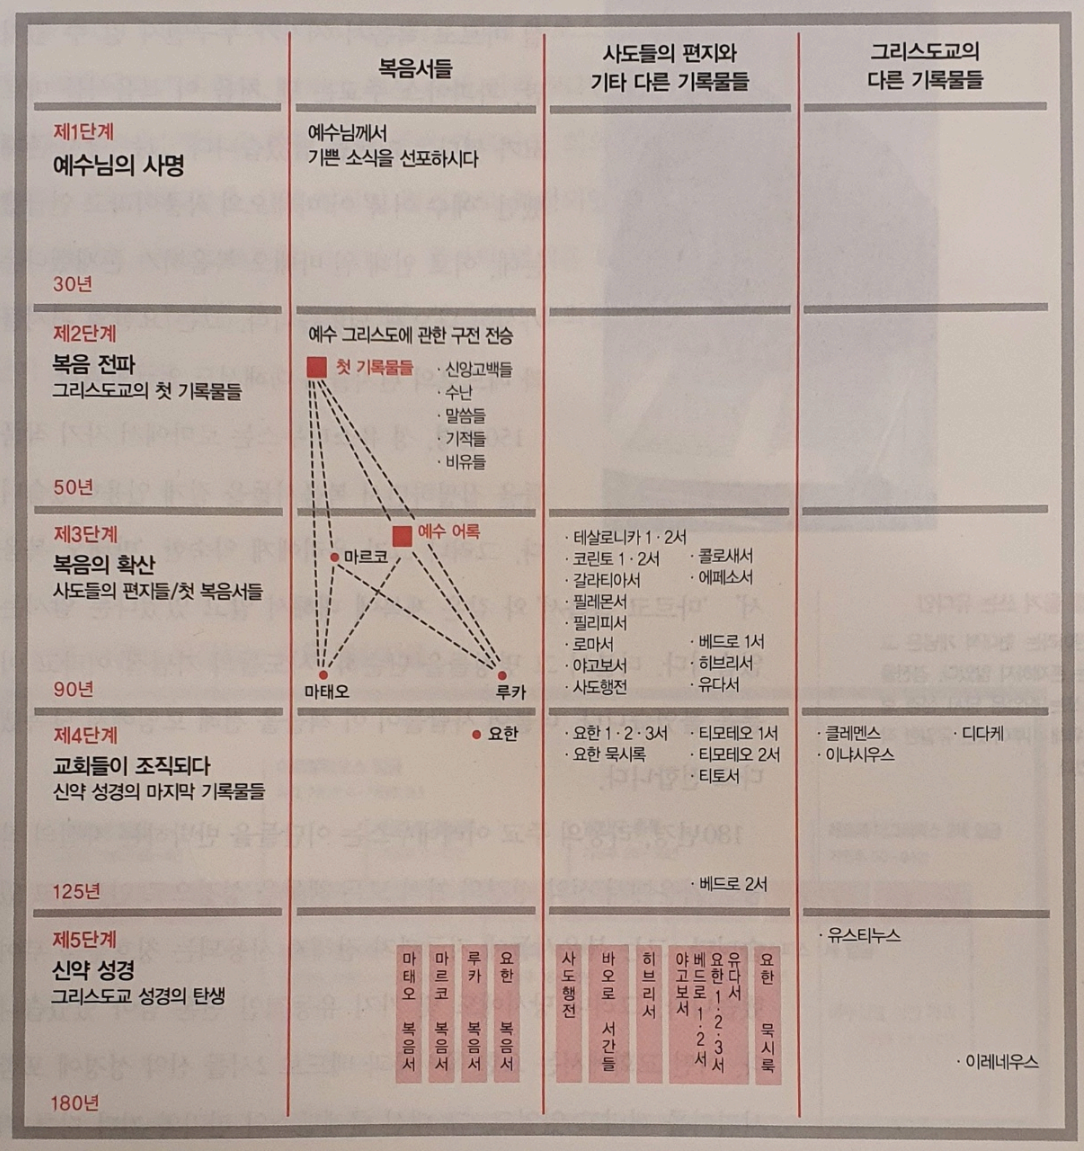 복음서들
사도들의 편지와
기타 다른 기록물들
그리스도교의
다른 기록물들
제1단계
예수님의 사명
30년
예수님께서
기쁜 소식을 선포하시다
제2단계
복음 전파
그리스도교의 첫 기록물들
50년
예수 그리스도에 관한 구전 전승
첫 기록물들
· 신앙고백들
· 수난
· 말씀들
· 기적들
· 비유들
제3단계
복음의 확산
사도들의 편지들/첫 복음서들
90년
예수 어록
마르코
마태오
루카
· 테살로니카 1 · 2서
· 코린토 1 · 2서
· 갈라티아서
· 필레몬서
· 필리피서
· 로마서
· 야고보서
· 사도행전
· 콜로새서
· 에페소서
· 베드로 1서
· 히브리서
· 유다서
제4단계
교회들이 조직되다
신약 성경의 마지막 기록물들
125년
요한
· 요한 1 · 2 · 3서
· 요한 묵시록
· 티모테오 1서
· 티모테오 2서
· 티토서
· 베드로 2서
· 클레멘스
· 이냐시우스
· 디다케
제5단계
신약 성경
그리스도교 성경의 탄생
180년
마태오 복음서
마르코 복음서
루카 복음서
요한 복음서
사도행전
바오로 서간들
히브리서
야고보서
베드로 1 · 2서
요한 1 · 2 · 3서
유다서
요한 묵시록
· 유스티누스
· 이레네우스